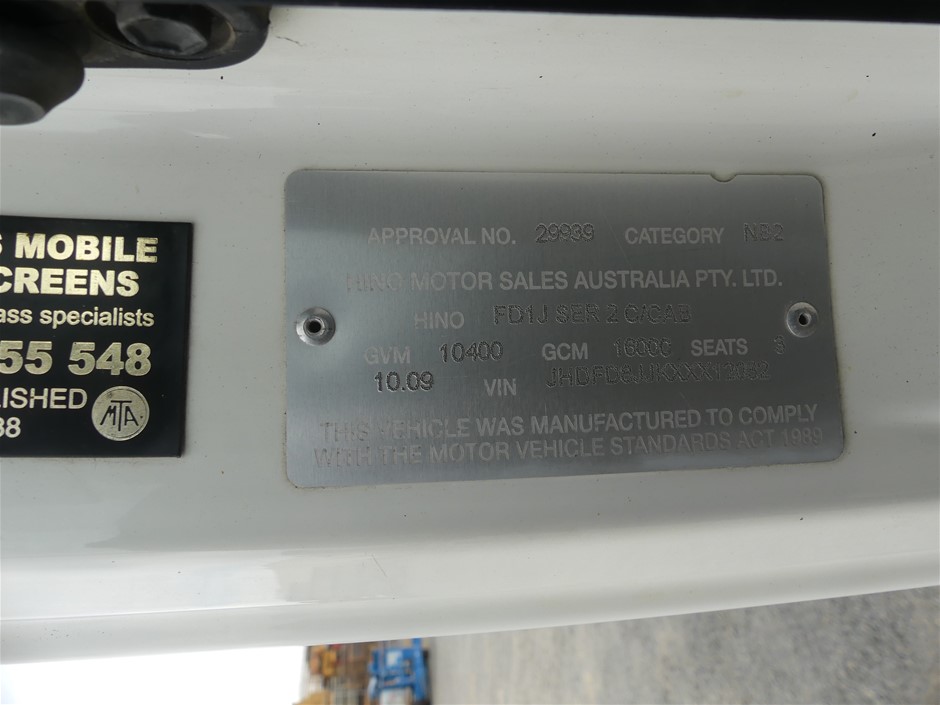 S MOBILE
CREENS
ass specialists
55 548
LISHED
88
MTA
APPROVAL NO. 29939 CATEGORY NB2
HINO MOTOR SALES AUSTRALIA PTY. LTD.
HINO FD1J SER 2 C/CAB
GVM 10400 GCM 16000 SEATS 3
10.09 VIN
THIS VEHICLE WAS MANUFACTURED TO COMPLY
WITH THE MOTOR VEHICLE STANDARDS ACT 1989